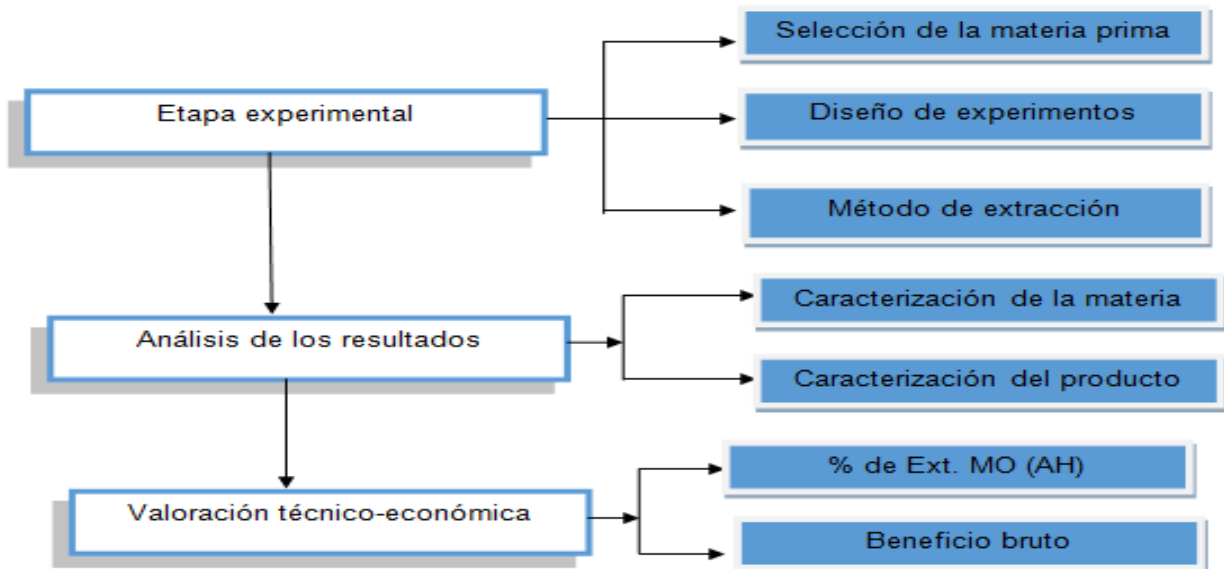 Etapa experimental
Selección de la materia prima
Diseño de experimentos
Método de extracción
Análisis de los resultados
Caracterización de la materia
Caracterización del producto
Valoración técnico-económica
% de Ext. MO (AH)
Beneficio bruto